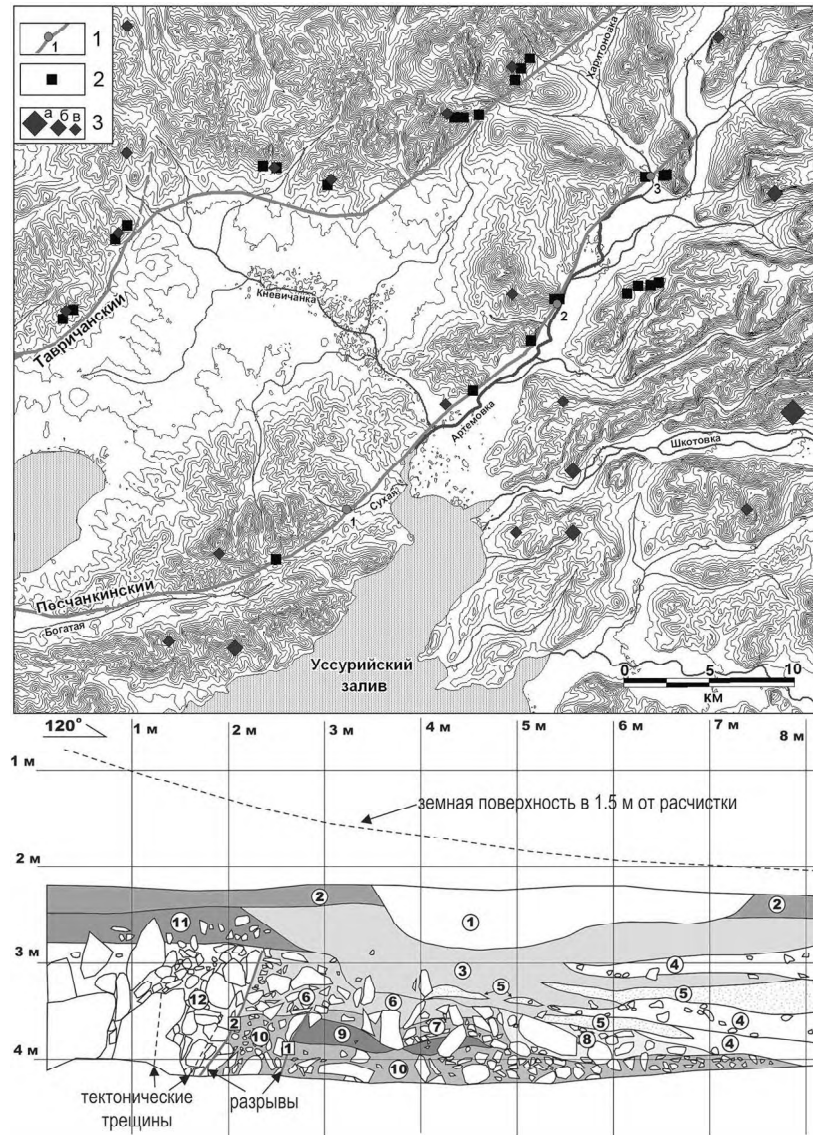 1
1
2
а б в
3
Харитоновка
3
Кневичанка
2
Тавричанский
Артемовка
Шкотовка
Сухая
1
Песчанкинский
Богатая
Уссурийский
залив
0 5 10
км
120°
1 м 2 м 3 м 4 м 5 м 6 м 7 м 8 м
1 м
земная поверхность в 1.5 м от расчистки
2 м
2
1
2
11
3 м
3
4
5
12
6
6
5
4
2
10
9
7
5
8
4
1
4
4 м
10
10
тектонические
трещины
разрывы